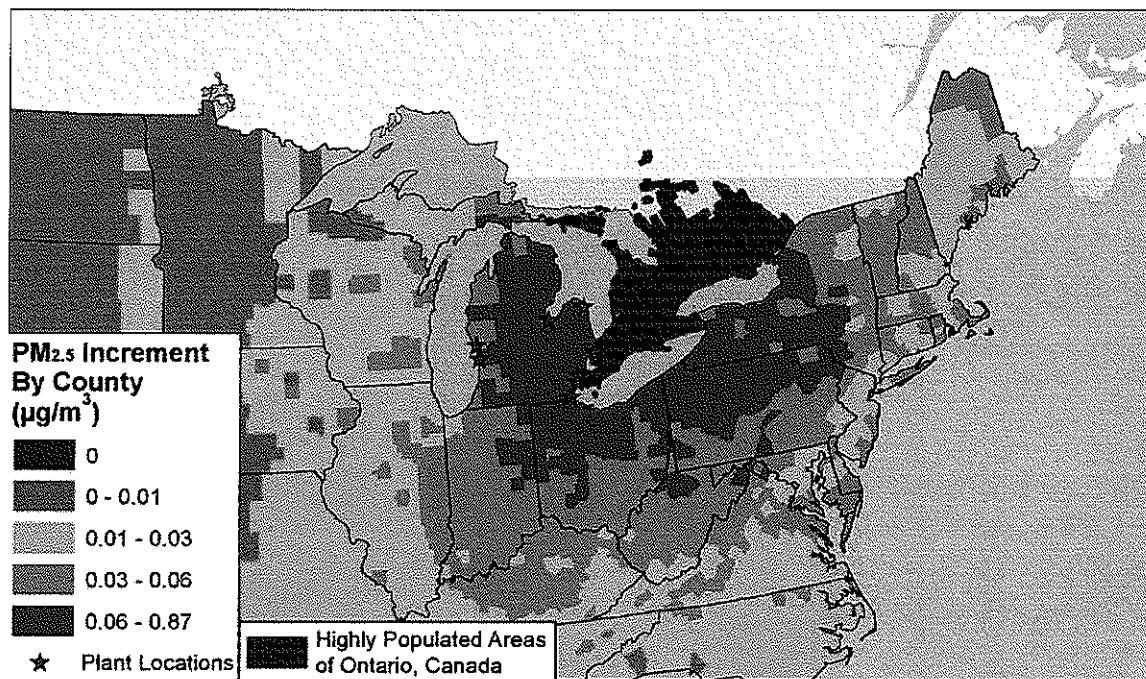 PM2.5 Increment
By County
(µg/m³)
0
0 - 0.01
0.01 - 0.03
0.03 - 0.06
0.06 - 0.87
Plant Locations
Highly Populated Areas
of Ontario, Canada